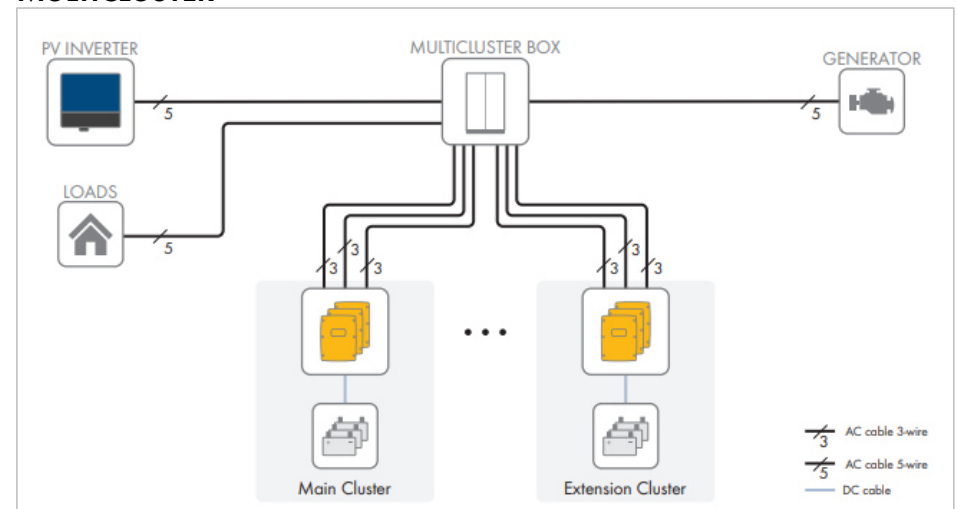 MULTICLUSTER
PV INVERTER
MULTICLUSTER BOX
GENERATOR
5
5
LOADS
5
3
3
3
3
3
3
Main Cluster
Extension Cluster
3 AC cable 3-wire
5 AC cable 5-wire
DC cable